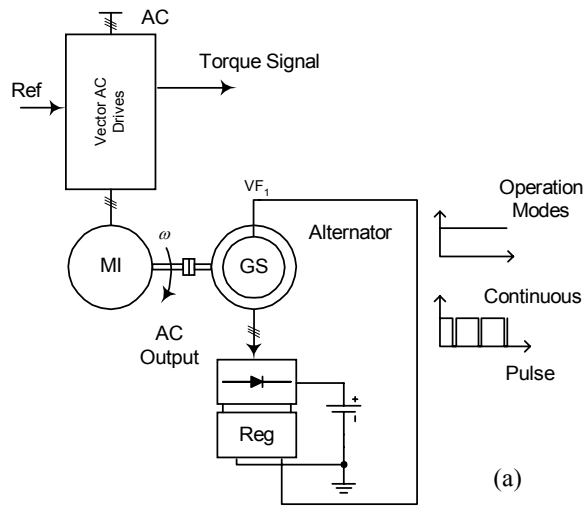 AC
Torque Signal
Ref
Vector AC
Drives
VF1
Operation
Modes
ω
Alternator
MI
GS
Continuous
AC
Output
Pulse
+
Reg
(a)